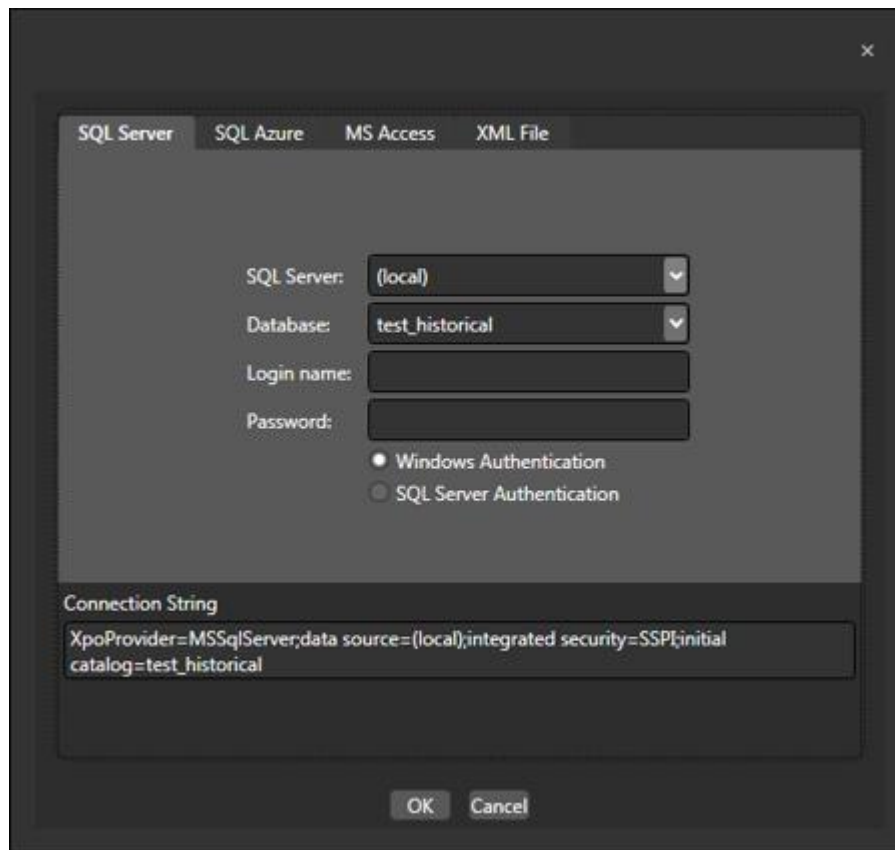 SQL Server SQL Azure MS Access XML File
SQL Server: (local)
Database: test_historical
Login name:
Password:
Windows Authentication
SQL Server Authentication
Connection String
XpoProvider=MSSqlServer;data source=(local);integrated security=SSPI;initial
catalog=test_historical
OK Cancel